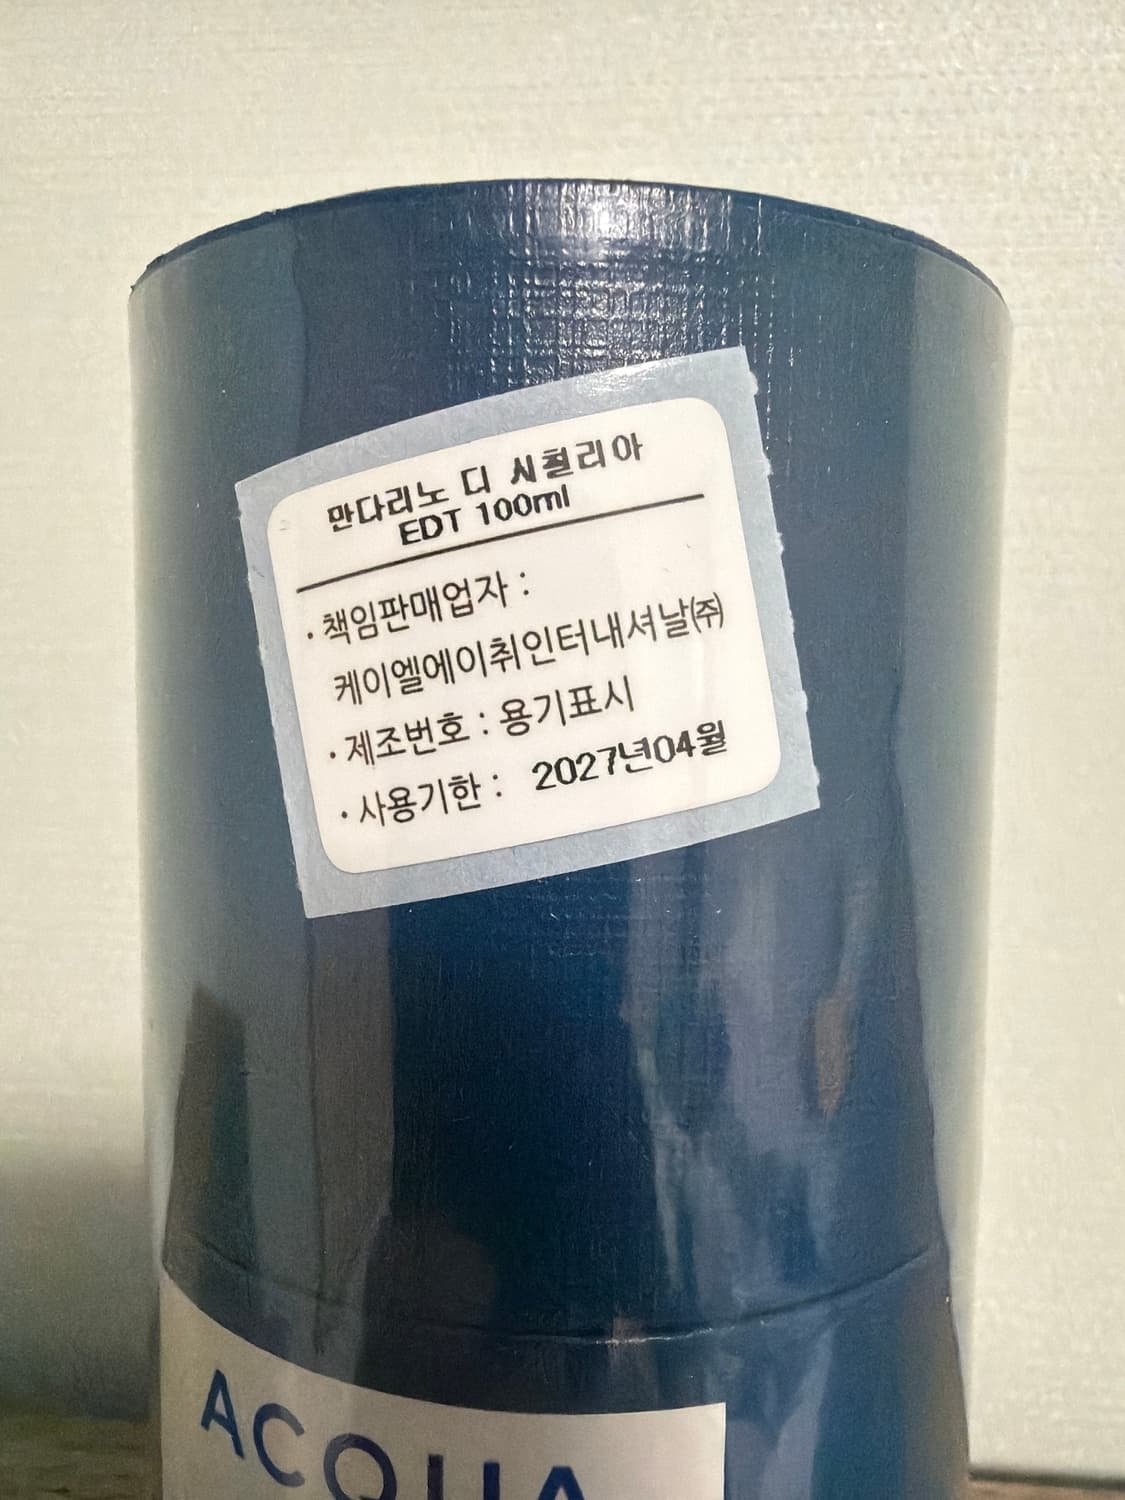 만다리노 디 시칠리아
EDT 100ml
· 책임판매업자 :
케이엘에이취인터내셔날㈜
· 제조번호 : 용기표시
· 사용기한 : 2027년04월
ACQUA